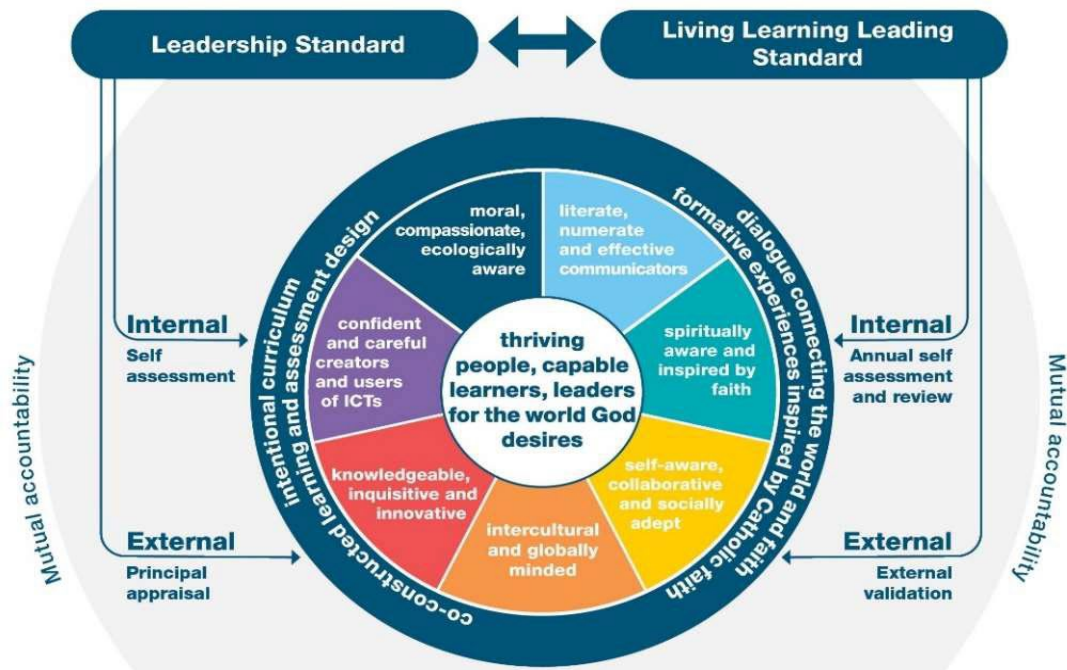 Leadership Standard
Living Learning Leading
Standard
Mutual accountability
Internal
Self
assessment
External
Principal
appraisal
intentional curriculum
co-constructed learning and assessment design
dialogue connecting the world and faith
formative experiences inspired by Catholic faith
moral,
compassionate,
ecologically
aware
literate,
numerate
and effective
communicators
confident
and careful
creators
and users
of ICTs
thriving
people, capable
learners, leaders
for the world God
desires
spiritually
aware and
inspired by
faith
knowledgeable,
inquisitive and
innovative
intercultural
and globally
minded
self-aware,
collaborative
and socially
adept
Internal
Annual self
assessment
and review
External
External
validation
Mutual accountability